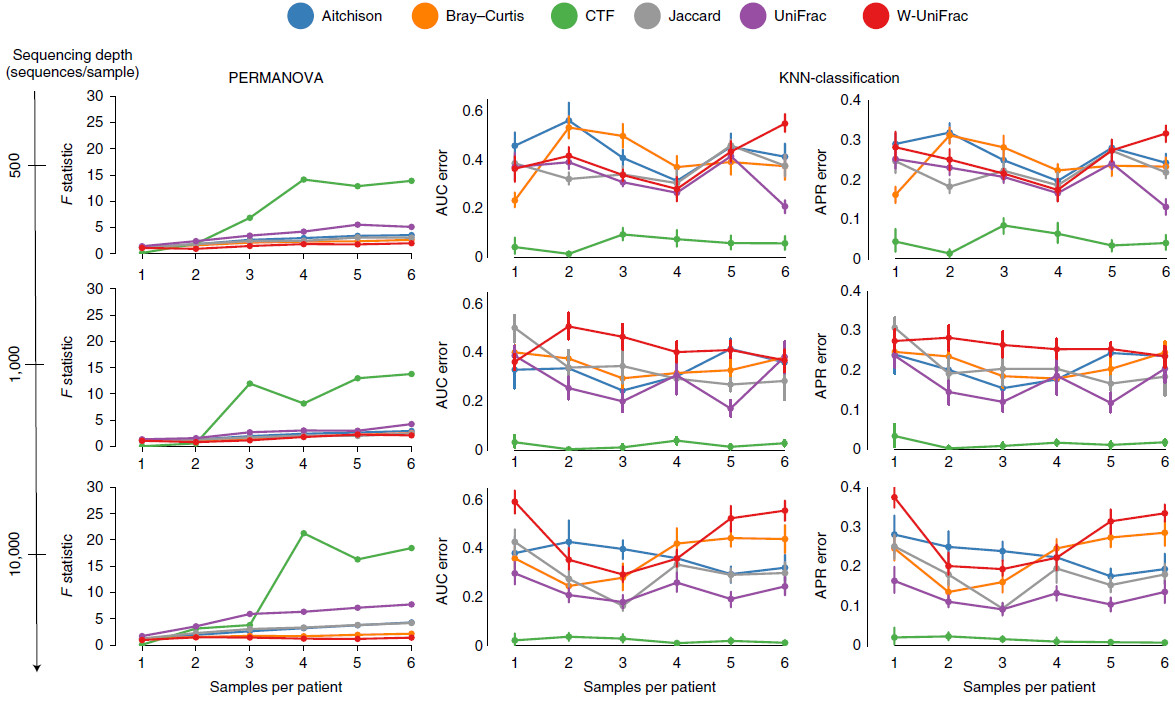 Aitchison Bray–Curtis CTF Jaccard UniFrac W-UniFrac
Sequencing depth
(sequences/sample)
PERMANOVA
KNN-classification
500
F statistic
30
25
20
15
10
5
0
1 2 3 4 5 6
AUC error
0.6
0.4
0.2
0
1 2 3 4 5 6
APR error
0.4
0.3
0.2
0.1
0
1 2 3 4 5 6
1,000
F statistic
30
25
20
15
10
5
0
1 2 3 4 5 6
AUC error
0.6
0.4
0.2
0
1 2 3 4 5 6
APR error
0.4
0.3
0.2
0.1
0
1 2 3 4 5 6
10,000
F statistic
30
25
20
15
10
5
0
1 2 3 4 5 6
Samples per patient
AUC error
0.6
0.4
0.2
0
1 2 3 4 5 6
Samples per patient
APR error
0.4
0.3
0.2
0.1
0
1 2 3 4 5 6
Samples per patient